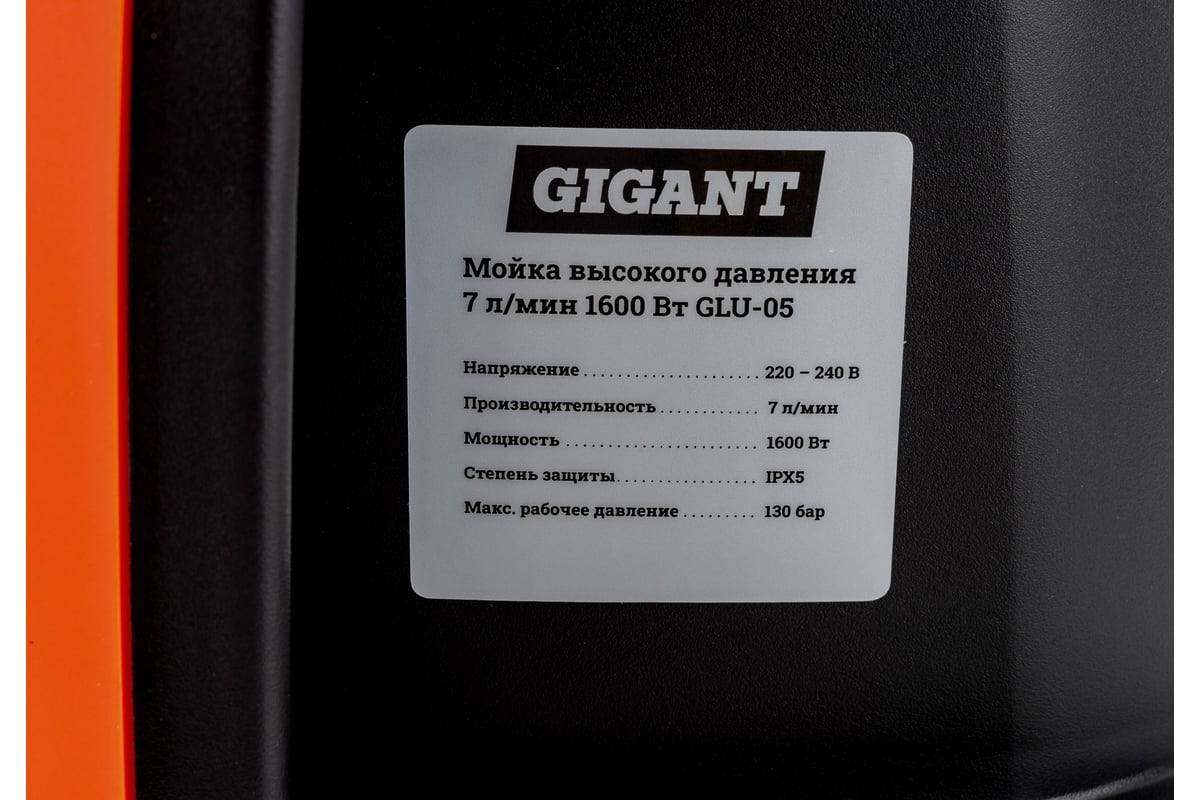 GIGANT
Мойка высокого давления
7 л/мин 1600 Вт GLU-05
Напряжение ..................... 220 – 240 В
Производительность ............ 7 л/мин
Мощность ....................... 1600 Вт
Степень защиты................. IPX5
Макс. рабочее давление ......... 130 бар